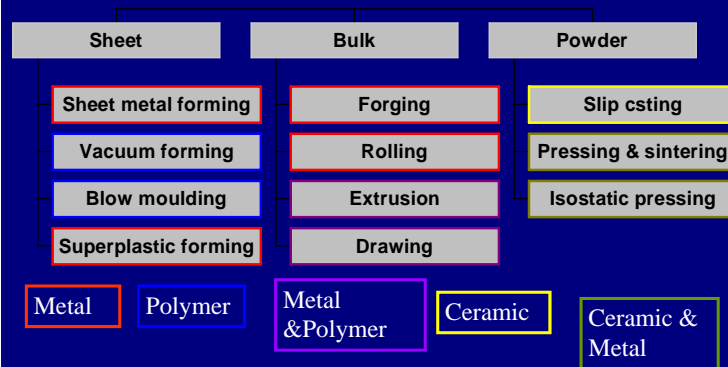 Sheet
Bulk
Powder
Sheet metal forming
Forging
Slip csting
Vacuum forming
Rolling
Pressing & sintering
Blow moulding
Extrusion
Isostatic pressing
Superplastic forming
Drawing
Metal
Polymer
Metal
&Polymer
Ceramic
Ceramic &
Metal